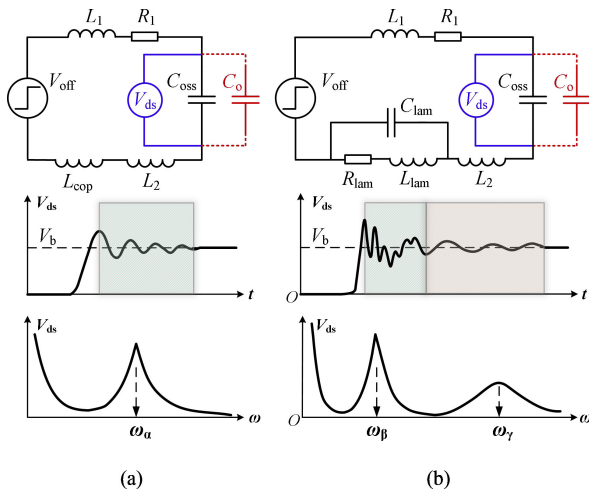 L1 R1
Voff Vds Coss Co
Lcop L2
Vds
Vb
t
Vds
ωα ω
(a)
L1 R1
Voff Clam Vds Coss Co
Rlam Llam L2
Vds
Vb
O t
Vds
O ωβ ωγ ω
(b)